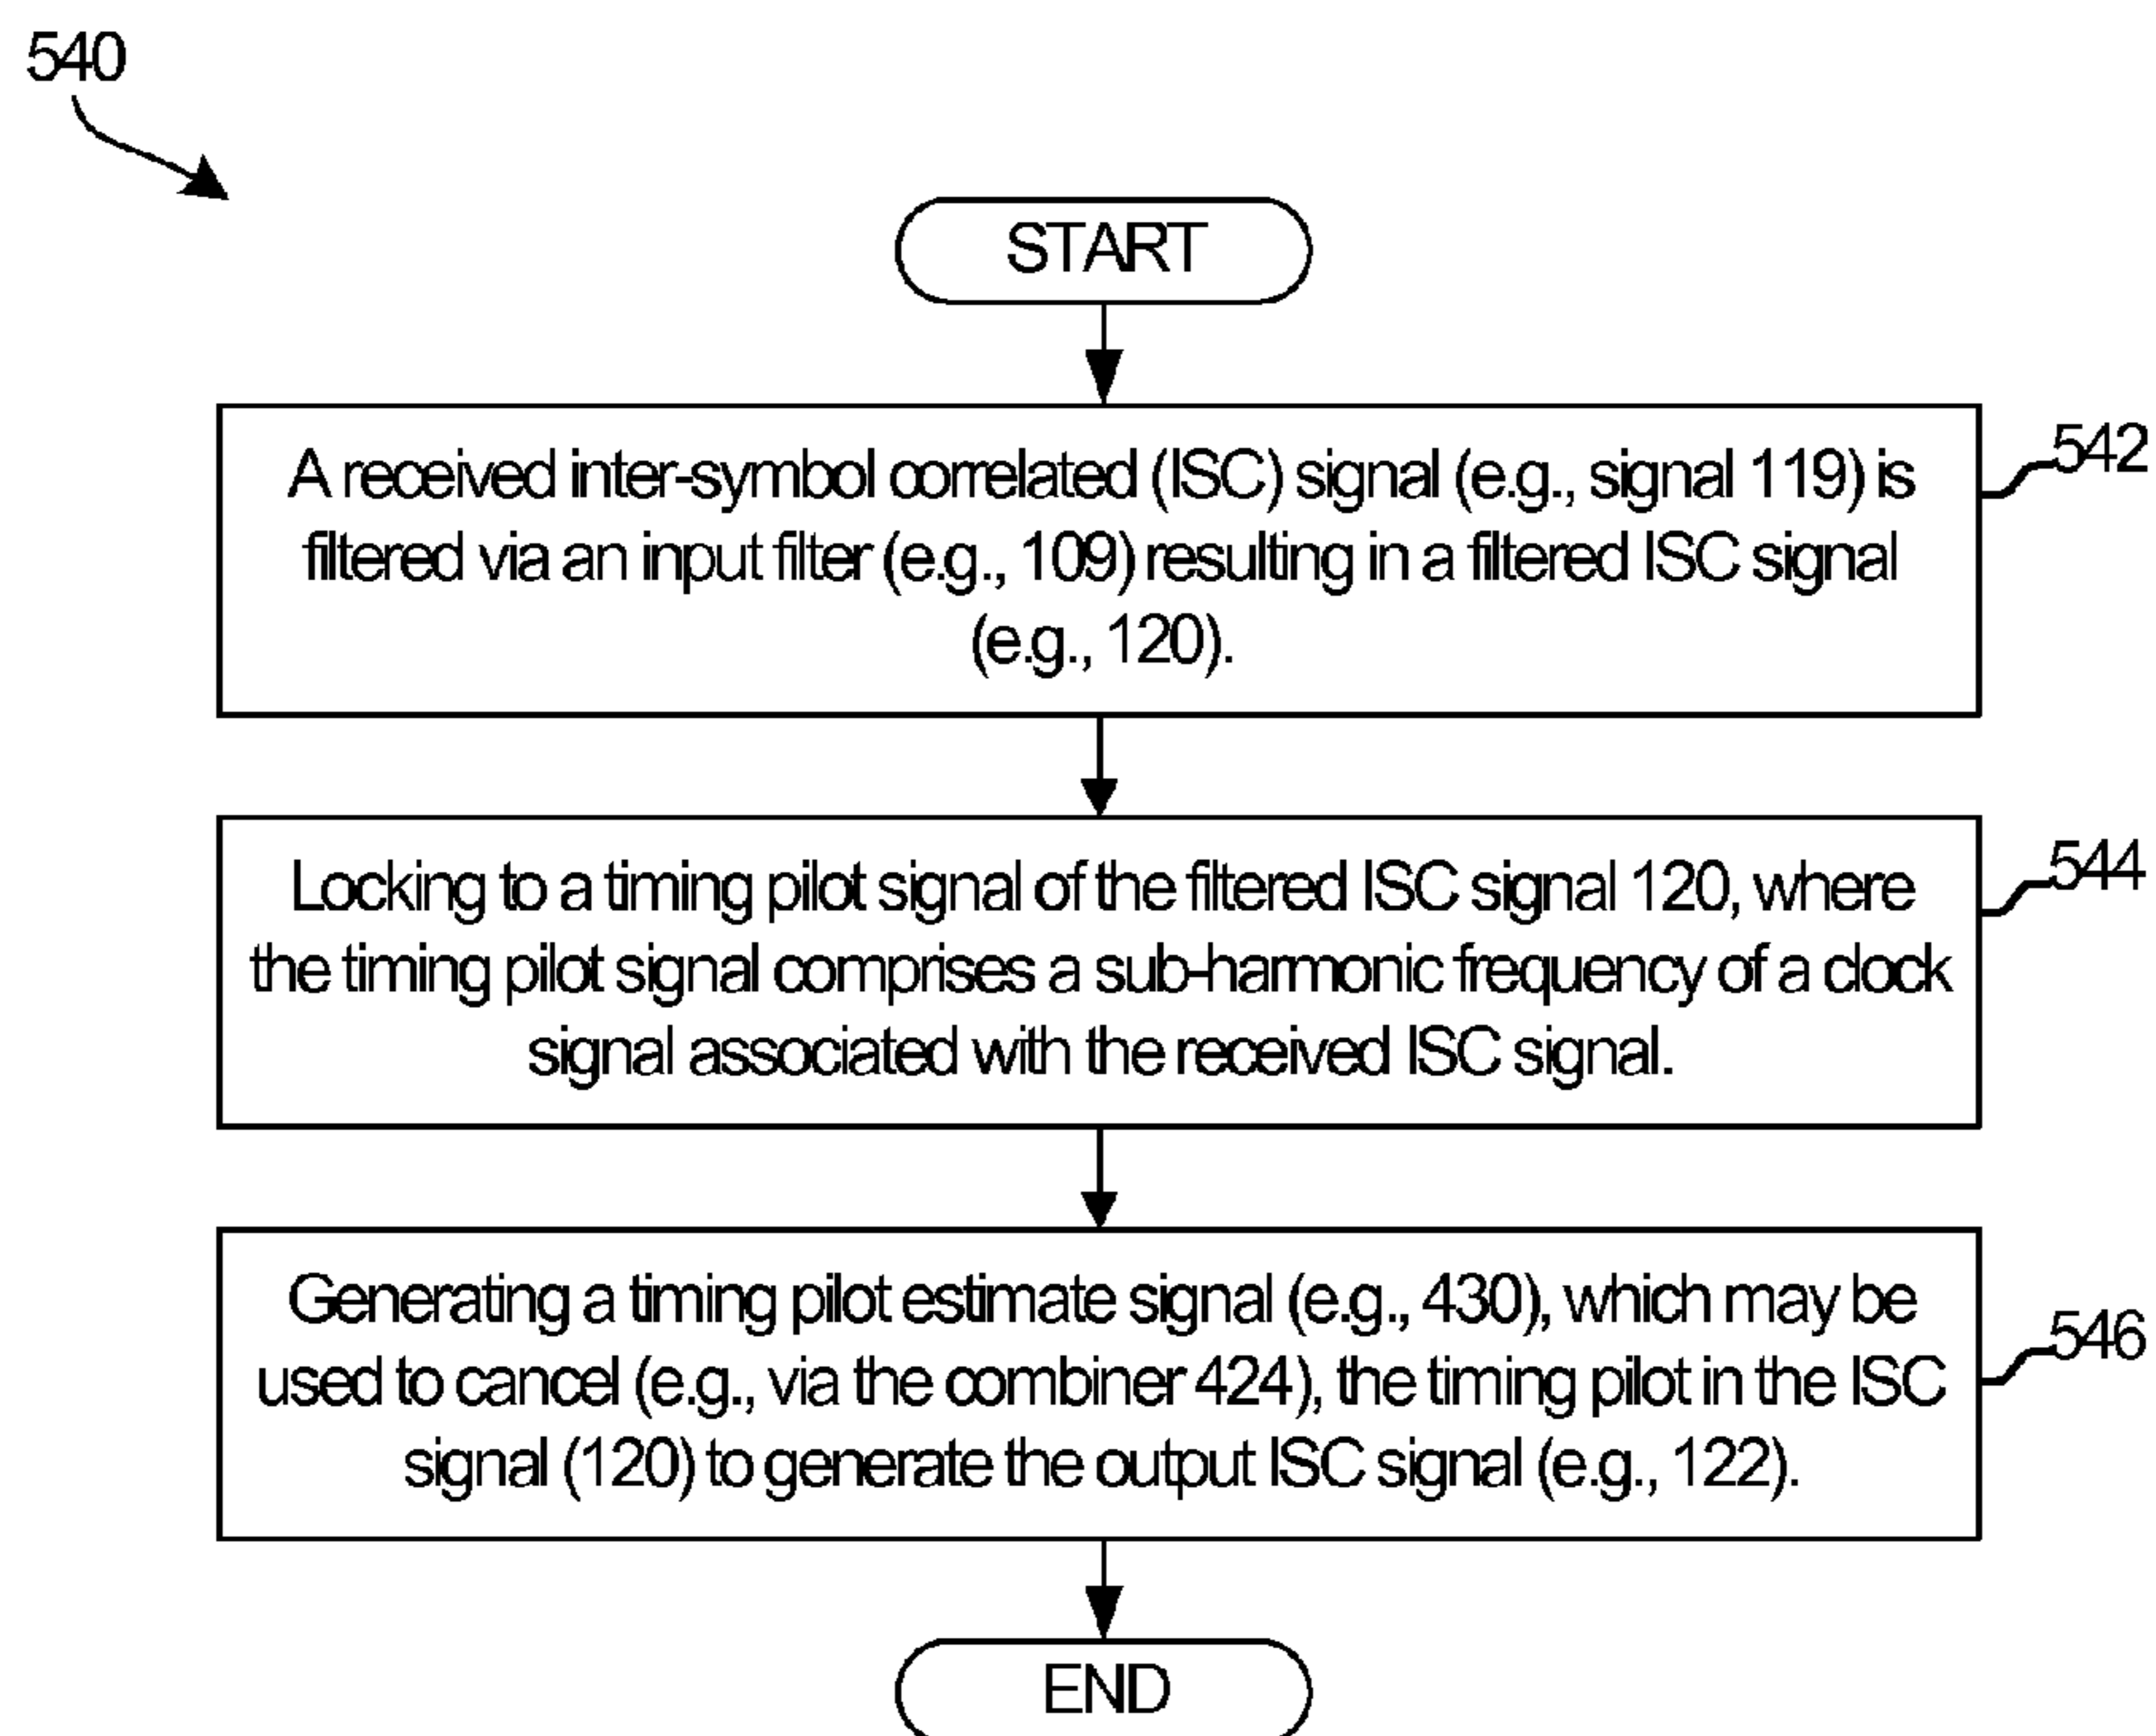 540
START
A received inter-symbol correlated (ISC) signal (e.g., signal 119) is
filtered via an input filter (e.g., 109) resulting in a filtered ISC signal
(e.g., 120).
542
Locking to a timing pilot signal of the filtered ISC signal 120, where
the timing pilot signal comprises a sub-harmonic frequency of a clock
signal associated with the received ISC signal.
544
Generating a timing pilot estimate signal (e.g., 430), which may be
used to cancel (e.g., via the combiner 424), the timing pilot in the ISC
signal (120) to generate the output ISC signal (e.g., 122).
546
END